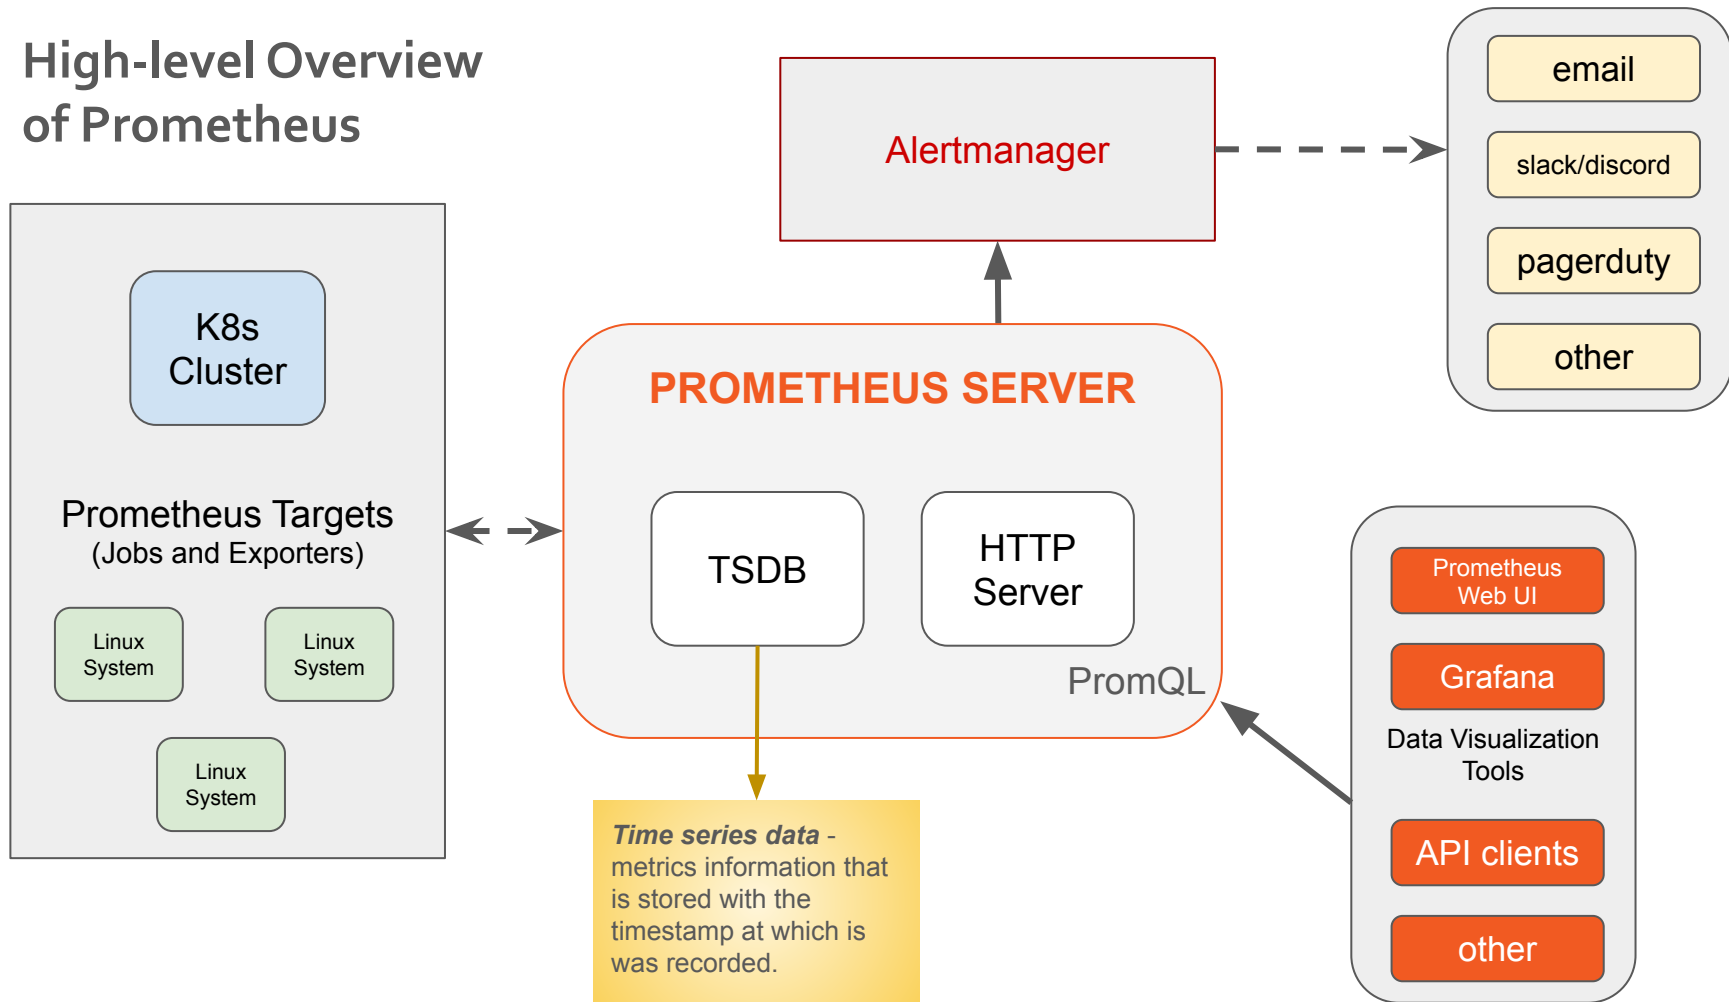 High-level Overview
of Prometheus
K8s
Cluster
Prometheus Targets
(Jobs and Exporters)
Linux
System
Linux
System
Linux
System
Alertmanager
email
slack/discord
pagerduty
other
PROMETHEUS SERVER
TSDB
HTTP
Server
PromQL
Time series data -
metrics information that
is stored with the
timestamp at which is
was recorded.
Prometheus
Web UI
Grafana
Data Visualization
Tools
API clients
other